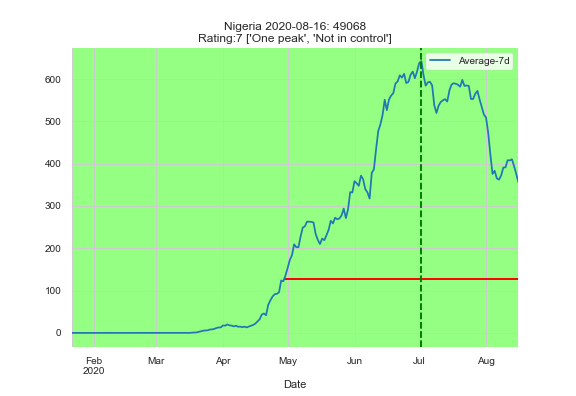 Nigeria 2020-08-16: 49068
Rating:7 ['One peak', 'Not in control']
Average-7d
600
500
400
300
200
100
0
Feb
2020
Mar
Apr
May
Jun
Jul
Aug
Date